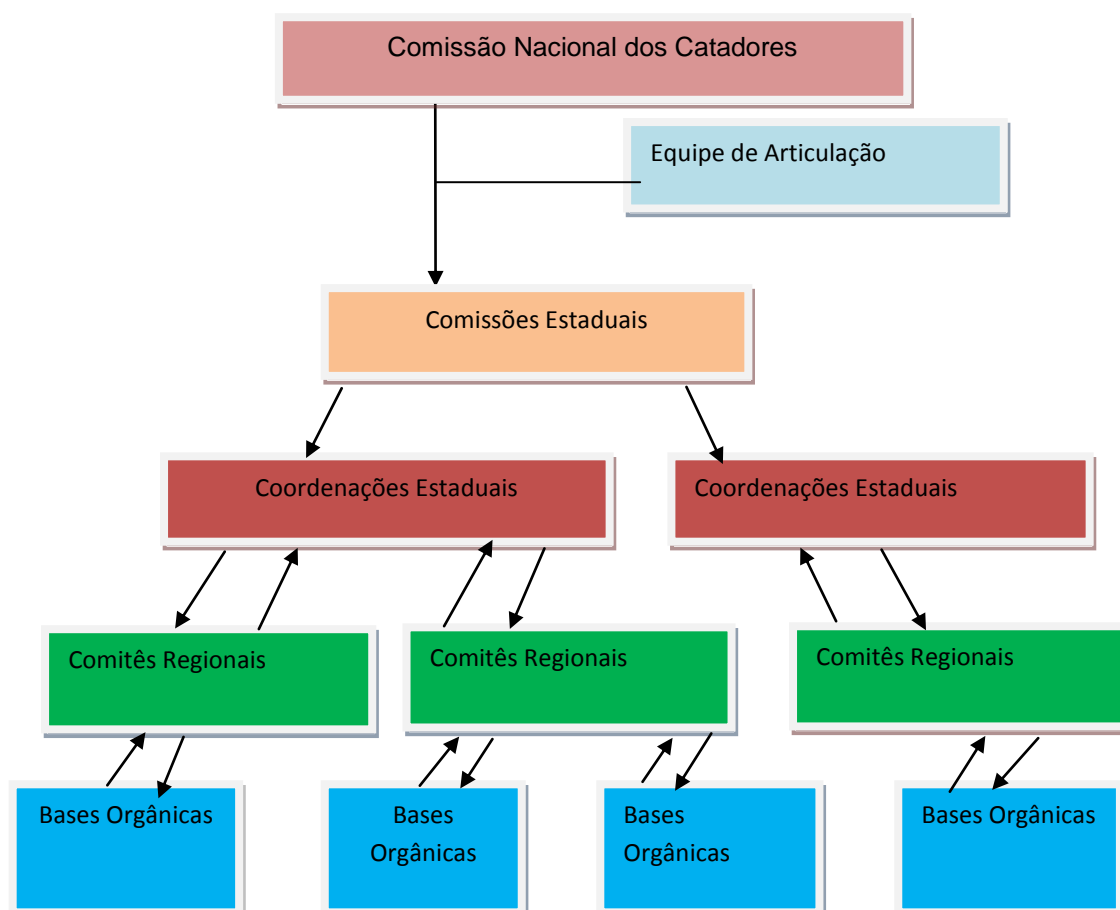 Comissão Nacional dos Catadores
Equipe de Articulação
Comissões Estaduais
Coordenações Estaduais
Coordenações Estaduais
Comitês Regionais
Comitês Regionais
Comitês Regionais
Bases Orgânicas
Bases
Orgânicas
Bases
Orgânicas
Bases Orgânicas